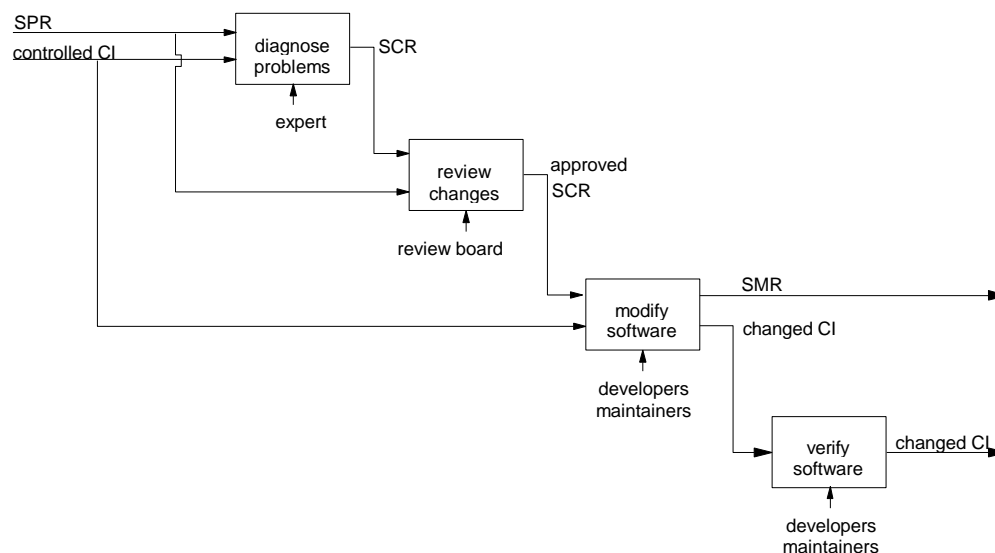 SPR
controlled CI
diagnose
problems
SCR
expert
review
changes
approved
SCR
review board
modify
software
SMR
changed CI
developers
maintainers
verify
software
changed CI
developers
maintainers